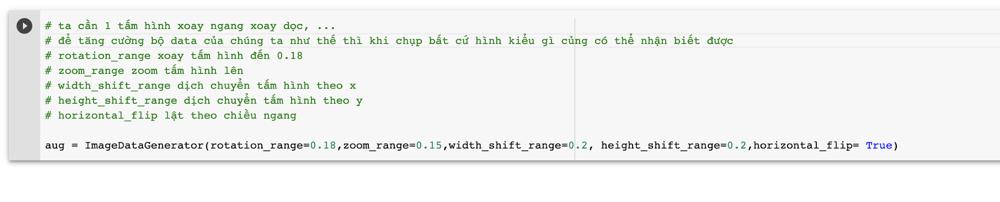 # ta cần 1 tấm hình xoay ngang xoay dọc, ...
# để tăng cường bộ data của chúng ta như thế thì khi chụp bất cứ hình kiểu gì củng có thể nhận biết được
# rotation_range xoay tấm hình đến 0.18
# zoom_range zoom tấm hình lên
# width_shift_range dịch chuyển tấm hình theo x
# height_shift_range dịch chuyển tấm hình theo y
# horizontal_flip lật theo chiều ngang
aug = ImageDataGenerator(rotation_range=0.18,zoom_range=0.15,width_shift_range=0.2, height_shift_range=0.2,horizontal_flip= True)